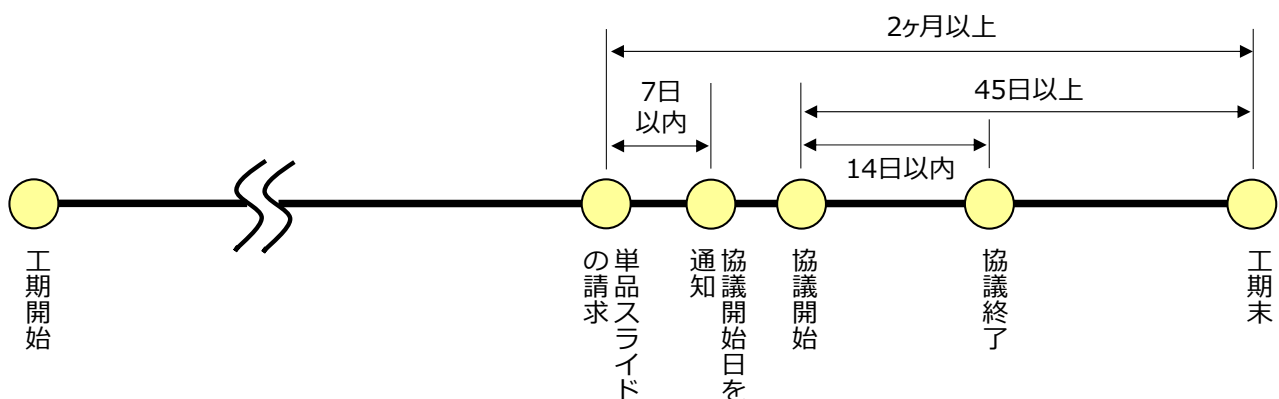 2ヶ月以上
7日
以内
45日以上
14日以内
工期開始
単品スライド
の請求
協議開始日を
通知
協議開始
協議終了
工期末